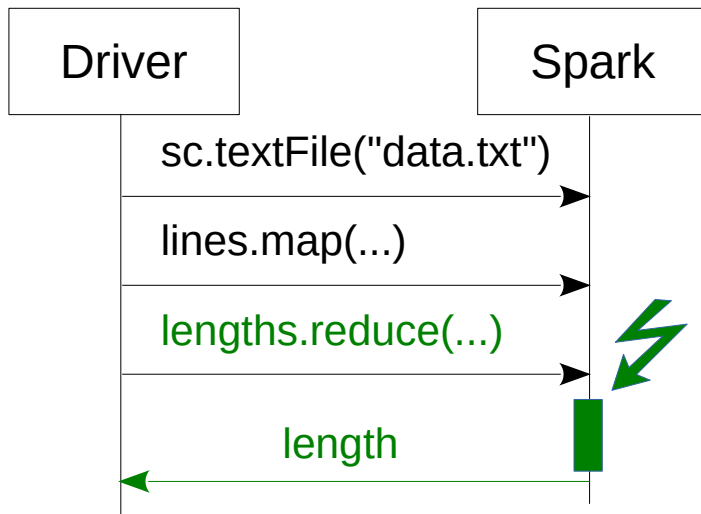 Driver
Spark
sc.textFile("data.txt")
lines.map(...)
lengths.reduce(...)
length